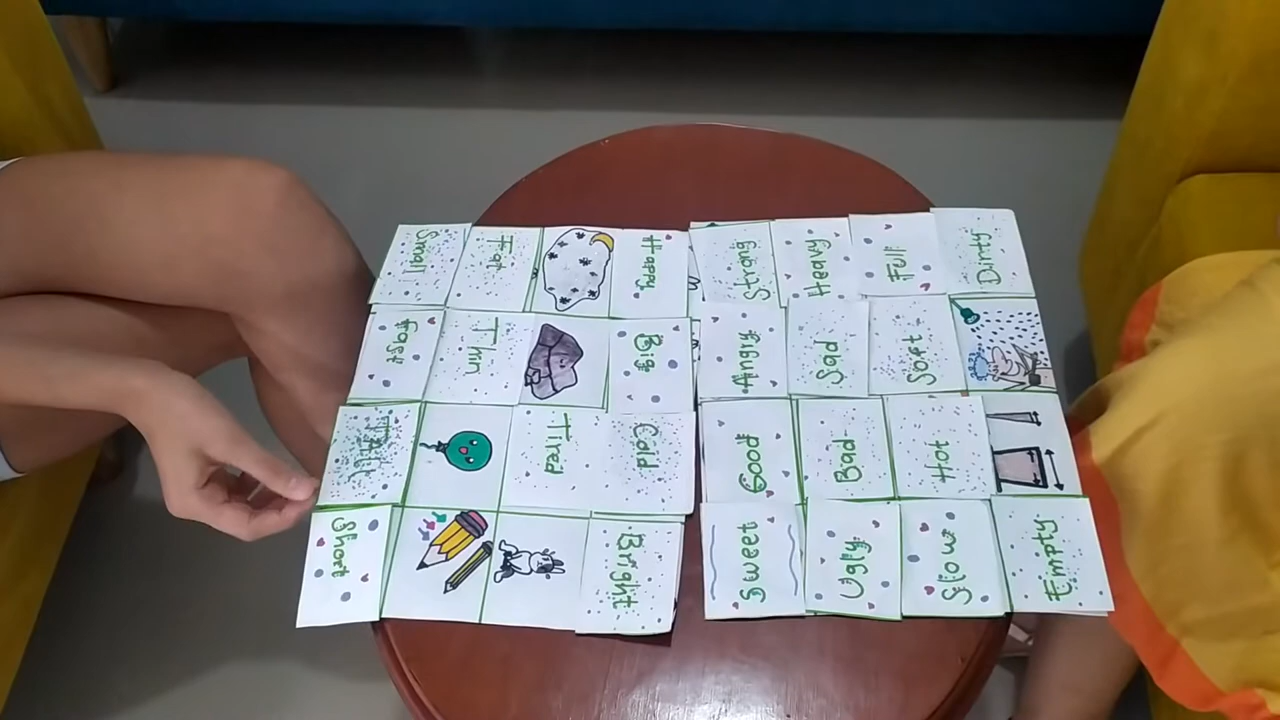 Small
Fat
Happy
Thin
Big
TALL
Tired
Cold
Short
Bright
Strong
Heavy
Full
Dirty
Angry
Sad
Soft
Good
Bad
Hot
Sweet
Ugly
Slow
Empty